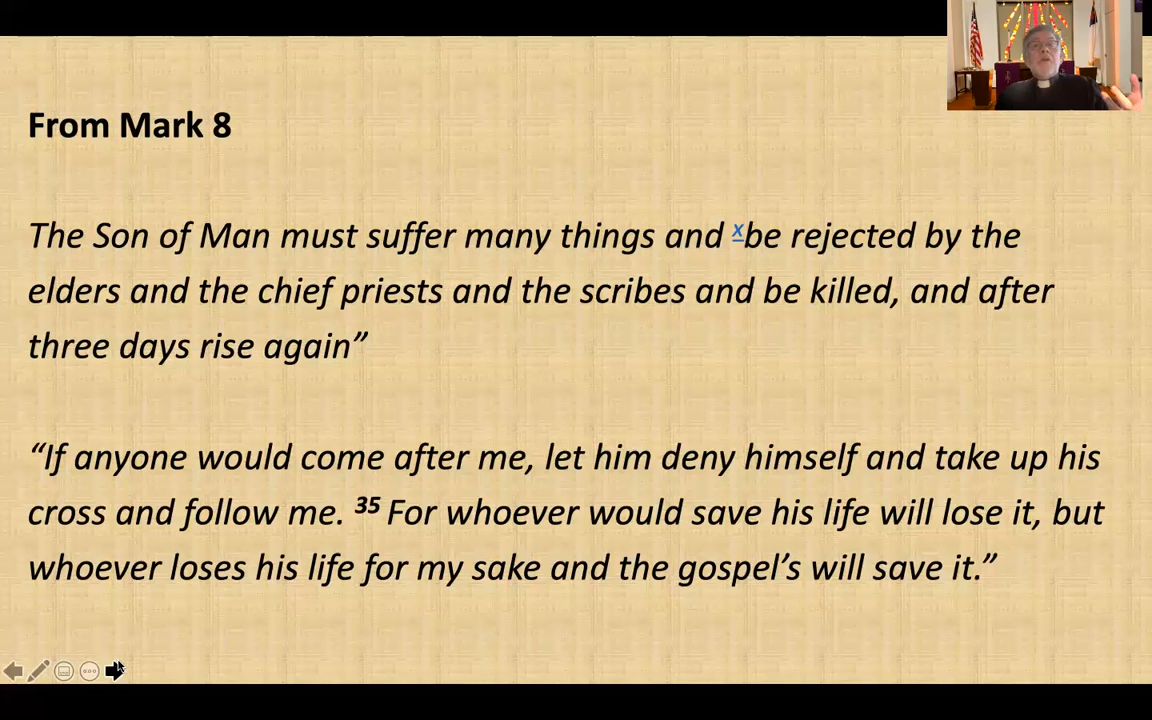 From Mark 8
The Son of Man must suffer many things and xbe rejected by the
elders and the chief priests and the scribes and be killed, and after
three days rise again”
“If anyone would come after me, let him deny himself and take up his
cross and follow me. 35 For whoever would save his life will lose it, but
whoever loses his life for my sake and the gospel’s will save it.”